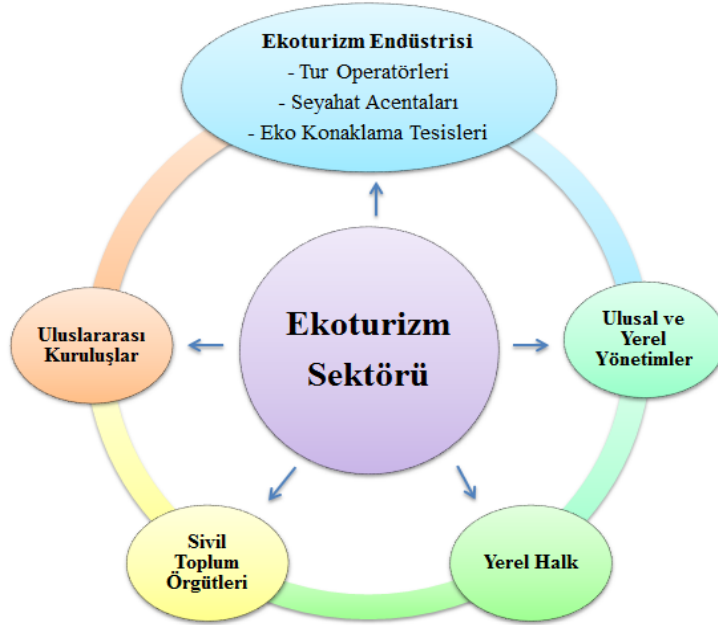 Ekoturizm Endüstrisi
- Tur Operatörleri
- Seyahat Acentaları
- Eko Konaklama Tesisleri
Uluslararası
Kuruluşlar
Ekoturizm
Sektörü
Ulusal ve
Yerel
Yönetimler
Sivil
Toplum
Örgütleri
Yerel Halk